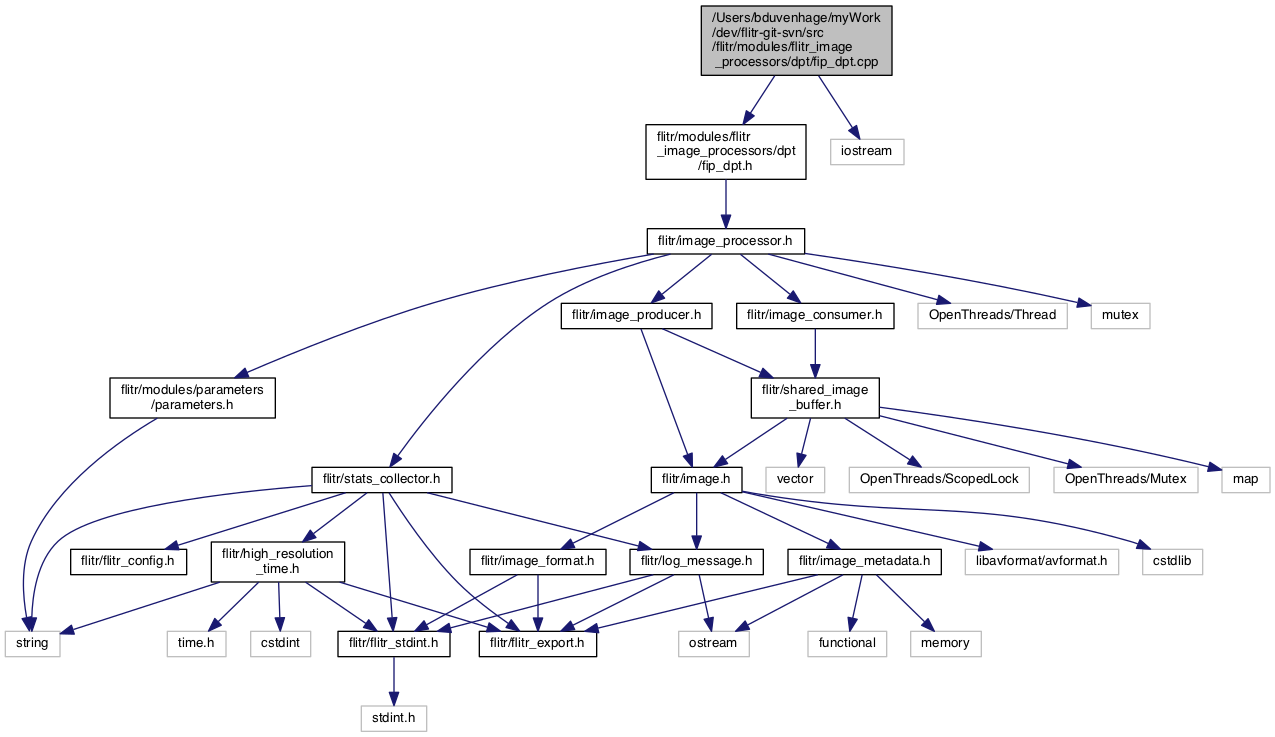 /Users/bduvenhage/myWork
/dev/flitr-git-svn/src
/flitr/modules/flitr_image
_processors/dpt/fip_dpt.cpp
flitr/modules/flitr
_image_processors/dpt
/fip_dpt.h
iostream
flitr/image_processor.h
flitr/image_producer.h
flitr/image_consumer.h
OpenThreads/Thread
mutex
flitr/modules/parameters
/parameters.h
flitr/shared_image
_buffer.h
flitr/stats_collector.h
flitr/image.h
vector
OpenThreads/ScopedLock
OpenThreads/Mutex
map
flitr/flitr_config.h
flitr/high_resolution
_time.h
flitr/image_format.h
flitr/log_message.h
flitr/image_metadata.h
libavformat/avformat.h
cstdlib
string
time.h
cstdint
flitr/flitr_stdint.h
flitr/flitr_export.h
ostream
functional
memory
stdint.h